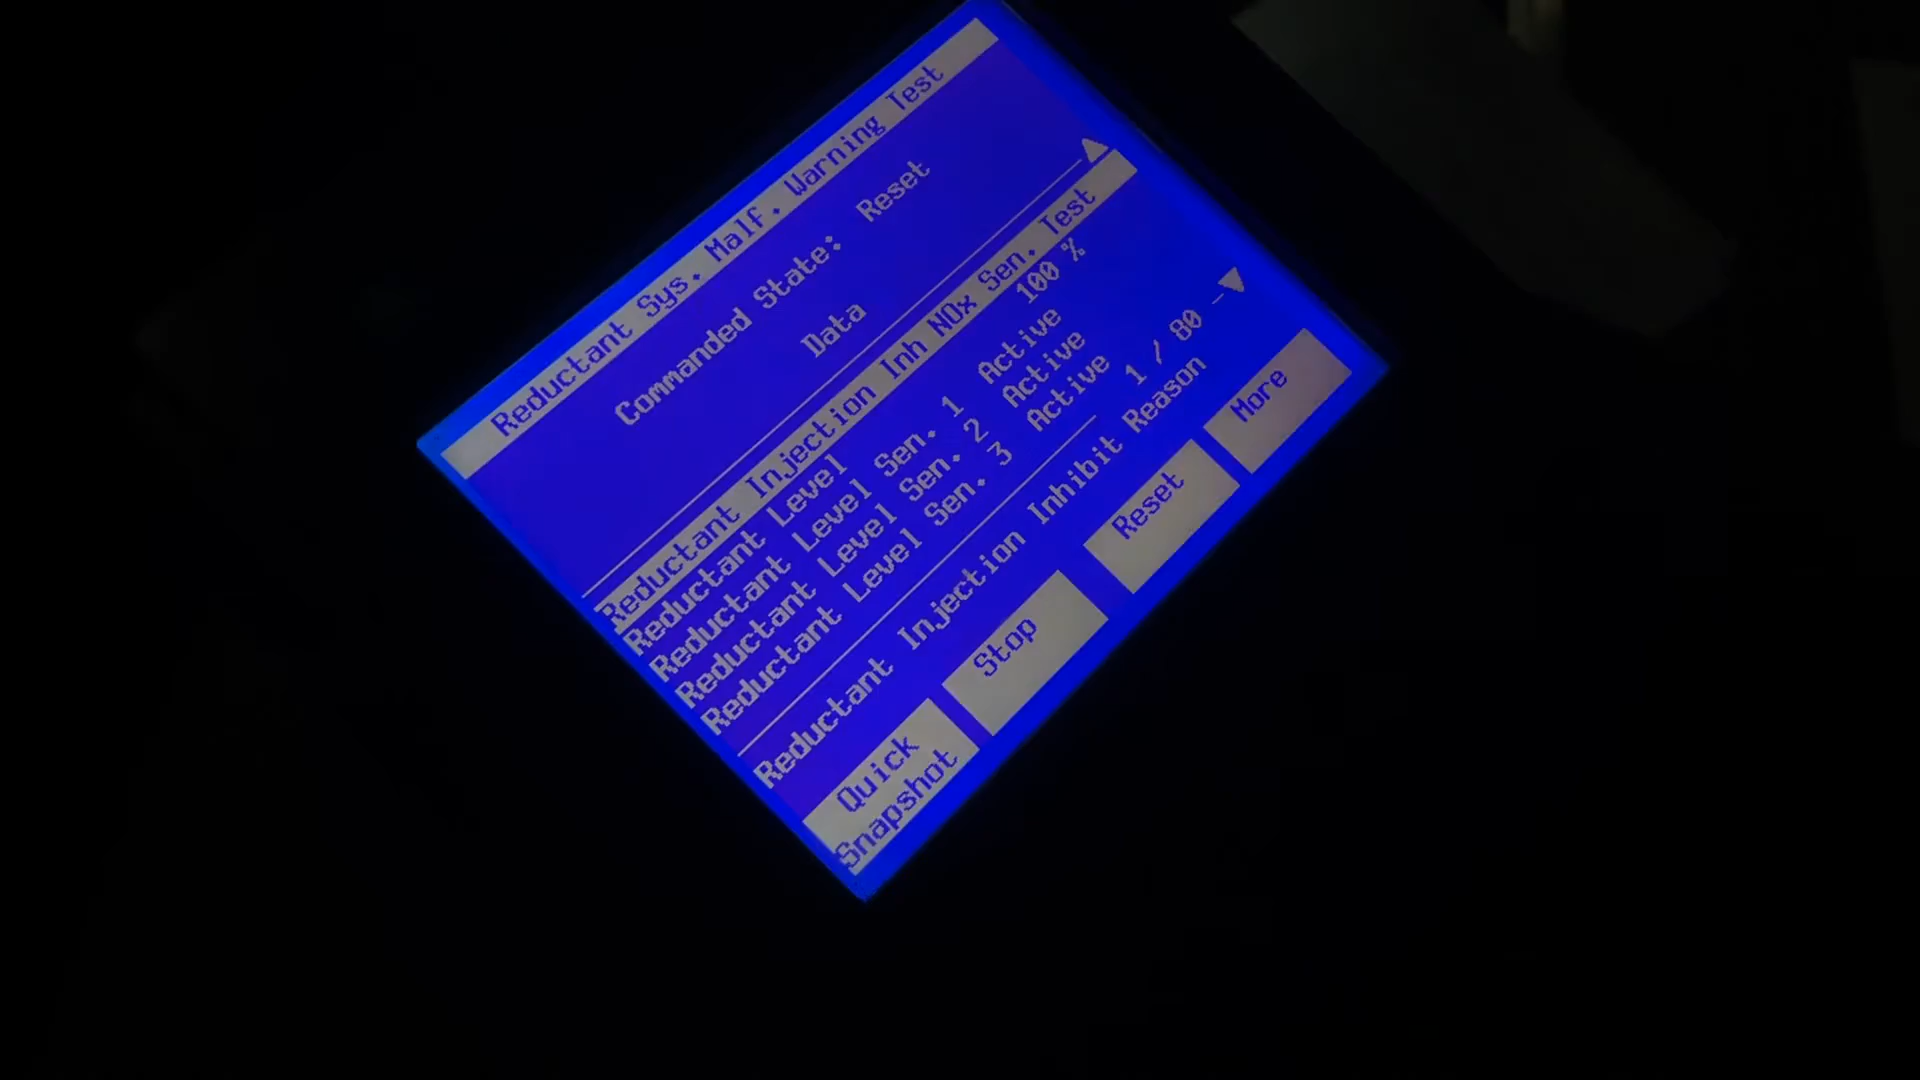 Reductant Sys. Malf. Warning Test
Commanded State: Reset
Data
Reductant Injection Inh NOx Sen. Test
Reductant Level 100 %
Reductant Level Sen. 1 Active
Reductant Level Sen. 2 Active
Reductant Level Sen. 3 Active
1 / 80
Reductant Injection Inhibit Reason
Quick Snapshot
Stop
Reset
More